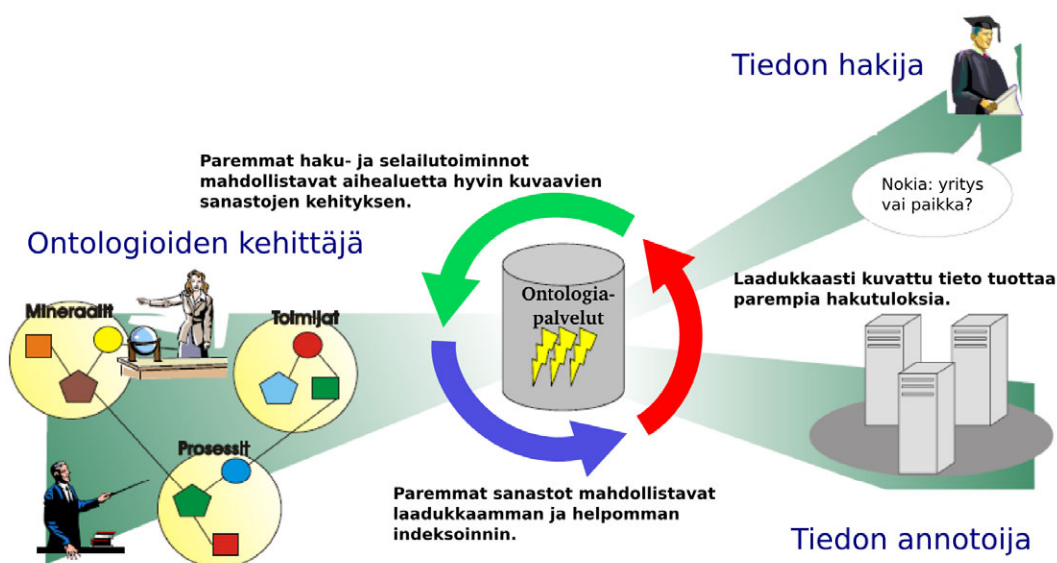 Tiedon hakija
Paremmat haku- ja selailutoiminnot
mahdollistavat aihealuetta hyvin kuvaavien
sanastojen kehityksen.
Nokia: yritys
vai paikka?
Ontologioiden kehittäjä
Laadukkaasti kuvattu tieto tuottaa
parempia hakutuloksia.
Ontologia-
palvelut
Mineraalit
Toimijat
Prosessit
Paremmat sanastot mahdollistavat
laadukkaamman ja helpomman
indeksoinnin.
Tiedon annotoija